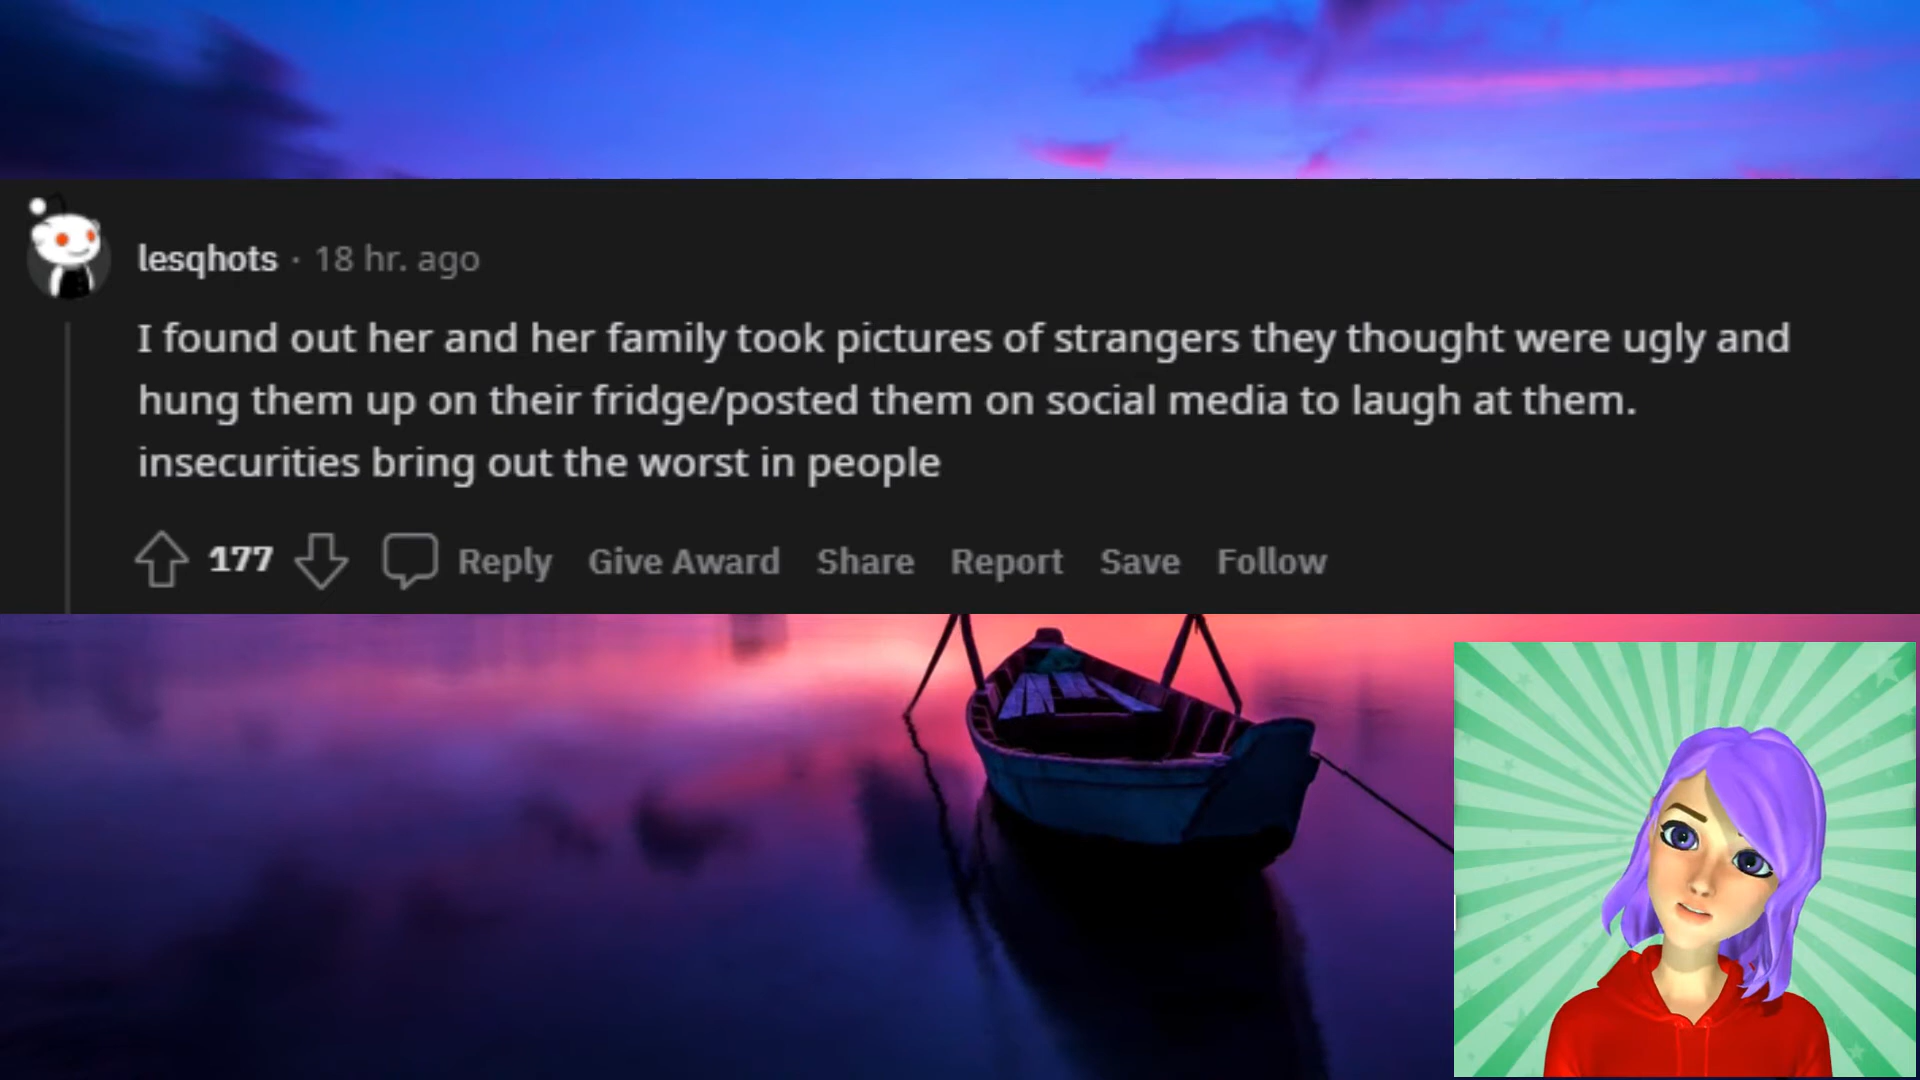 lesqhots · 18 hr. ago
I found out her and her family took pictures of strangers they thought were ugly and
hung them up on their fridge/posted them on social media to laugh at them.
insecurities bring out the worst in people
177 Reply Give Award Share Report Save Follow